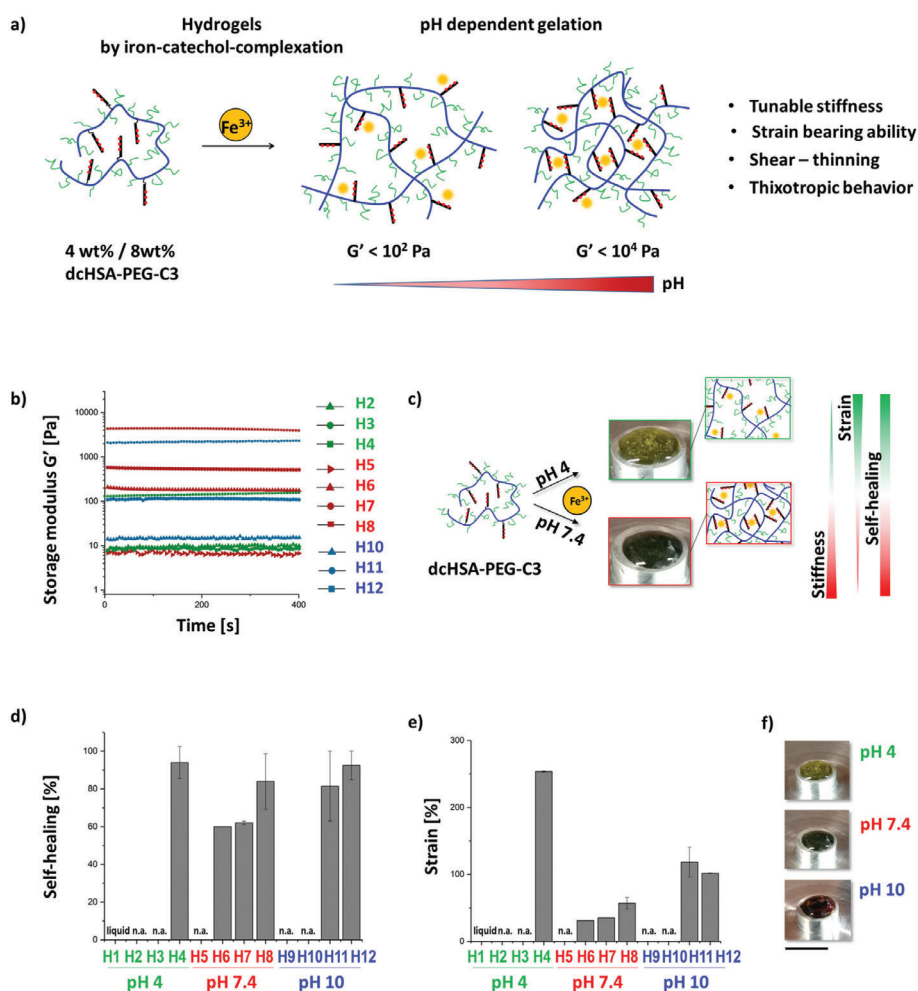 a)
Hydrogels
by iron-catechol-complexation
pH dependent gelation
Fe3+
4 wt% / 8wt%
dcHSA-PEG-C3
G' < 10² Pa
G' < 10⁴ Pa
pH
• Tunable stiffness
• Strain bearing ability
• Shear – thinning
• Thixotropic behavior
b)
Storage modulus G' [Pa]
10000
1000
100
10
1
0
200
400
Time [s]
H2
H3
H4
H5
H6
H7
H8
H10
H11
H12
c)
dcHSA-PEG-C3
pH 4
Fe3+
pH 7.4
Stiffness
Strain
Self-healing
d)
Self-healing [%]
100
80
60
40
20
0
liquid n.a. n.a. n.a. n.a. n.a.
H1 H2 H3 H4 H5 H6 H7 H8 H9 H10 H11 H12
pH 4 pH 7.4 pH 10
e)
Strain [%]
300
250
50
0
liquid n.a. n.a. n.a. n.a. n.a.
H1 H2 H3 H4 H5 H6 H7 H8 H9 H10 H11 H12
pH 4 pH 7.4 pH 10
f)
pH 4
pH 7.4
pH 10